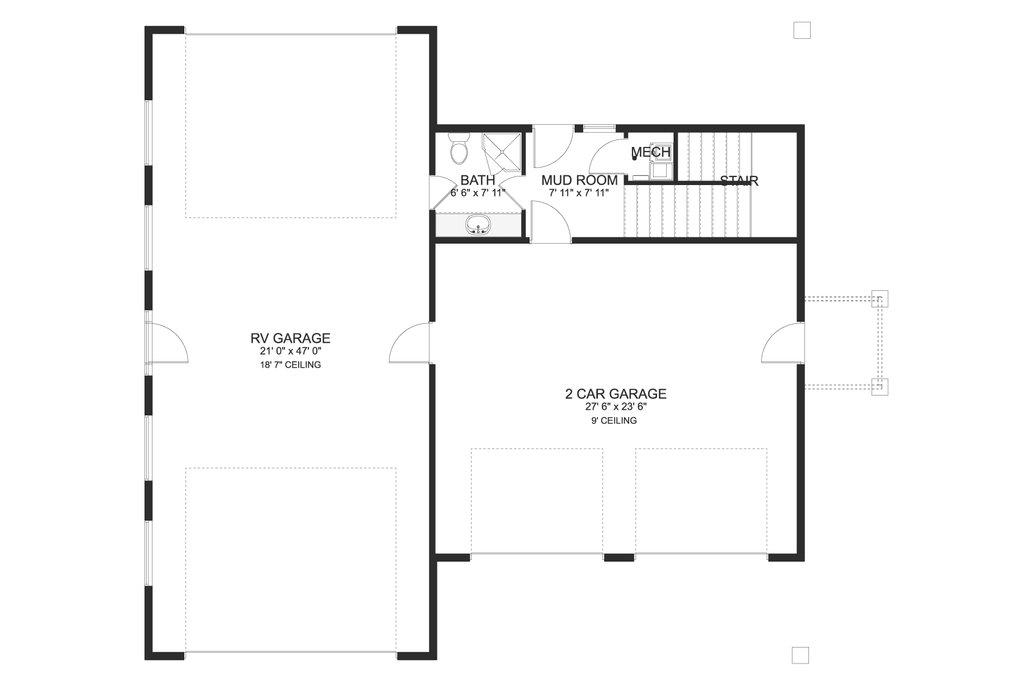 MECH
BATH
6' 6" x 7' 11"
MUD ROOM
7' 11" x 7' 11"
STAIR
RV GARAGE
21' 0" x 47' 0"
18' 7" CEILING
2 CAR GARAGE
27' 6" x 23' 6"
9' CEILING